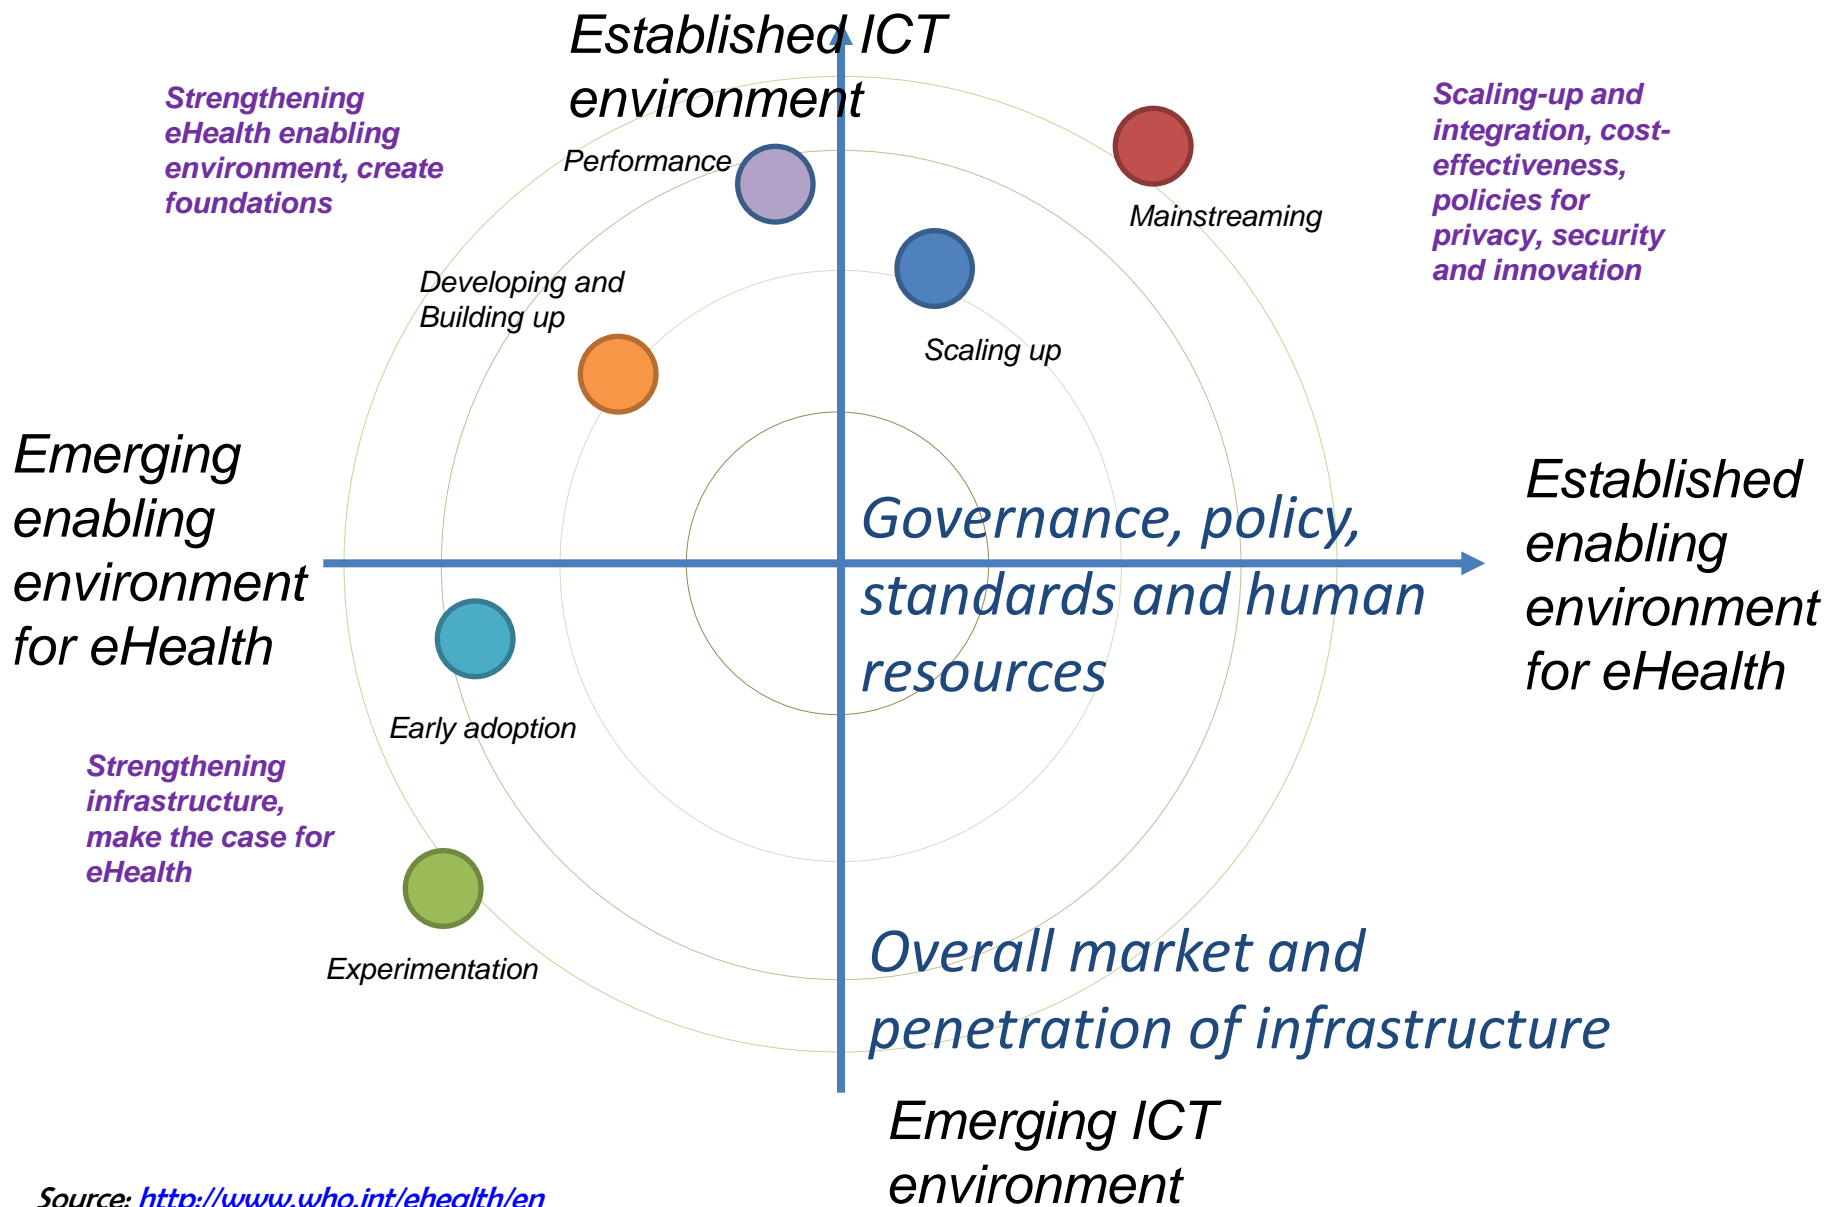 Established ICT
environment
Strengthening
eHealth enabling
environment, create
foundations
Scaling-up and
integration, cost-
effectiveness,
policies for
privacy, security
and innovation
Performance
Mainstreaming
Developing and
Building up
Scaling up
Emerging
enabling
environment
for eHealth
Governance, policy,
standards and human
resources
Established
enabling
environment
for eHealth
Early adoption
Strengthening
infrastructure,
make the case for
eHealth
Experimentation
Overall market and
penetration of infrastructure
Emerging ICT
environment
Source: http://www.who.int/ehealth/en